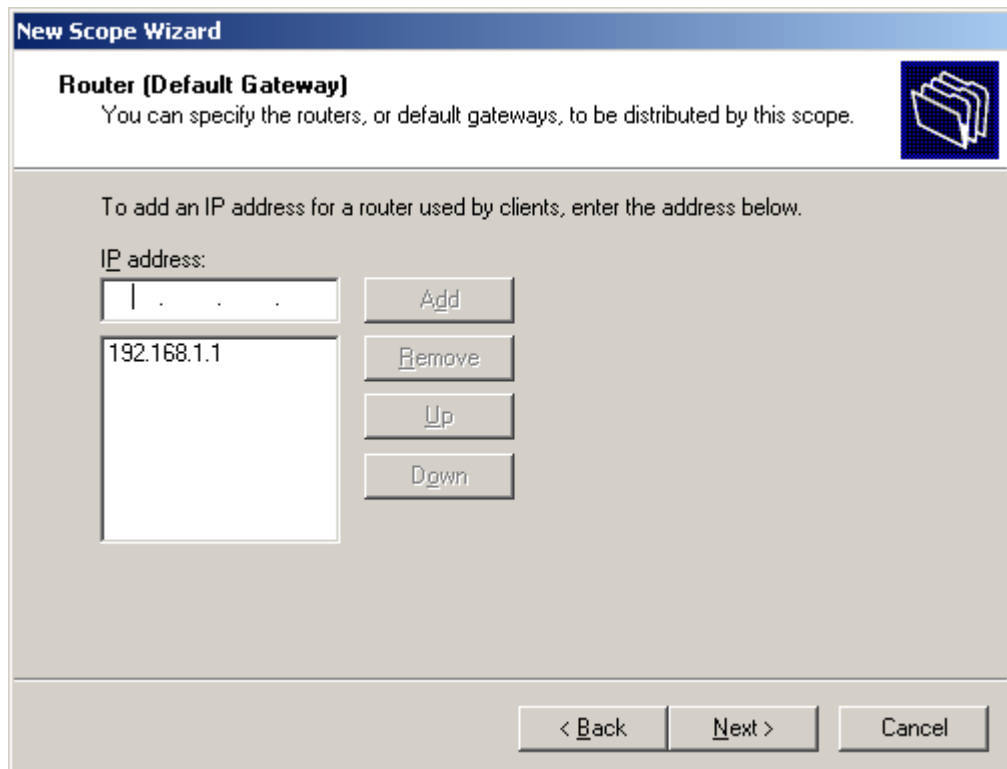 New Scope Wizard
Router (Default Gateway)
You can specify the routers, or default gateways, to be distributed by this scope.
To add an IP address for a router used by clients, enter the address below.
IP address:
. . .
Add
192.168.1.1
Remove
Up
Down
< Back
Next >
Cancel